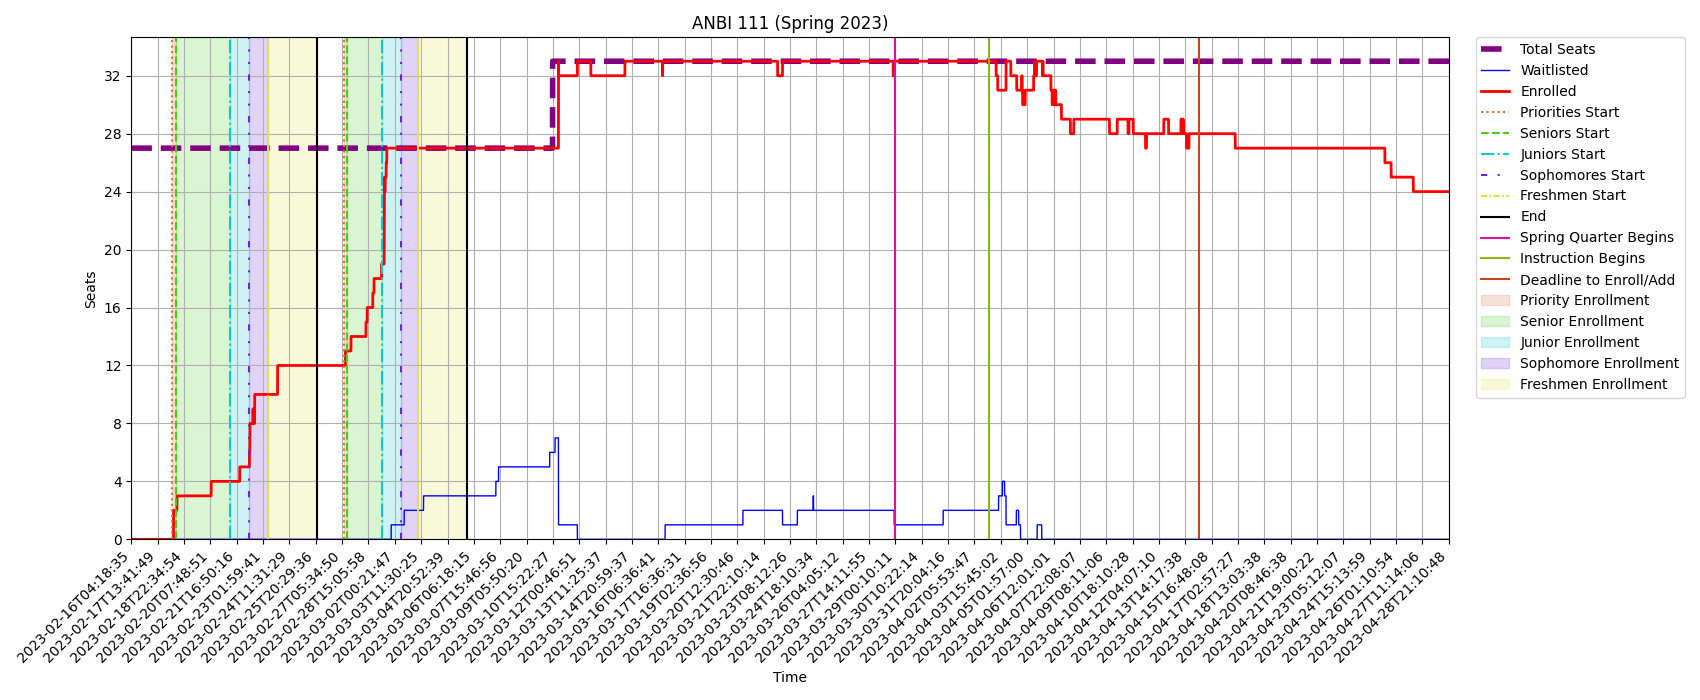 ANBI 111 (Spring 2023)
Seats
32
28
24
20
16
12
8
4
0
2023-02-16T04:18:35
2023-02-17T13:41:49
2023-02-18T22:34:54
2023-02-20T07:48:51
2023-02-21T16:50:16
2023-02-23T01:59:41
2023-02-24T11:31:29
2023-02-25T20:29:36
2023-02-27T05:34:50
2023-02-28T15:05:58
2023-03-02T00:21:47
2023-03-03T11:30:25
2023-03-04T20:52:39
2023-03-06T06:18:15
2023-03-07T15:46:50
2023-03-09T05:50:20
2023-03-10T15:22:27
2023-03-12T00:46:51
2023-03-13T11:25:37
2023-03-14T20:59:37
2023-03-16T06:36:41
2023-03-17T16:36:31
2023-03-19T02:36:56
2023-03-20T12:30:46
2023-03-21T22:10:14
2023-03-23T08:12:26
2023-03-24T18:10:34
2023-03-26T04:05:12
2023-03-27T14:11:55
2023-03-29T00:10:11
2023-03-30T10:22:14
2023-03-31T20:04:16
2023-04-02T05:53:47
2023-04-03T15:45:02
2023-04-05T01:57:00
2023-04-06T12:01:01
2023-04-07T22:08:07
2023-04-09T08:11:06
2023-04-10T18:10:28
2023-04-12T04:07:10
2023-04-13T14:17:38
2023-04-15T16:48:08
2023-04-17T02:57:27
2023-04-18T13:03:38
2023-04-20T08:46:38
2023-04-21T19:00:22
2023-04-23T05:12:07
2023-04-24T15:13:59
2023-04-26T01:10:54
2023-04-27T11:14:06
2023-04-28T21:10:48
Time
Total Seats
Waitlisted
Enrolled
Priorities Start
Seniors Start
Juniors Start
Sophomores Start
Freshmen Start
End
Spring Quarter Begins
Instruction Begins
Deadline to Enroll/Add
Priority Enrollment
Senior Enrollment
Junior Enrollment
Sophomore Enrollment
Freshmen Enrollment